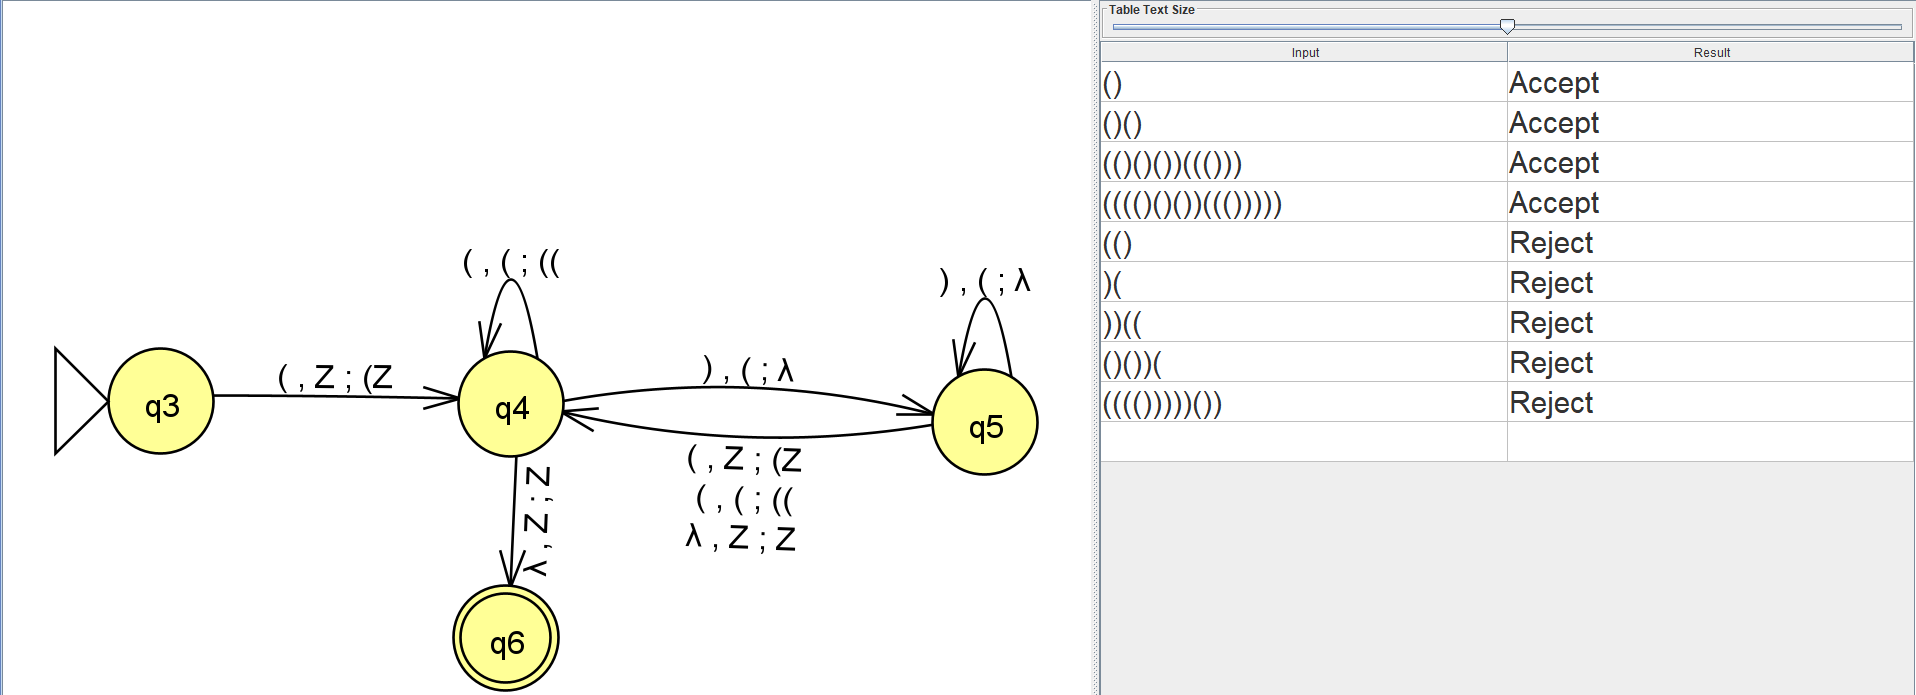 ( , ( ; ((
) , ( ; λ
( , Z ; (Z
) , ( ; λ
q3
q4
q5
( , Z ; (Z
( , ( ; ((
λ , Z ; Z
λ , Z ; Z
q6
Table Text Size
Input Result
() Accept
()() Accept
(()()())((())) Accept
(((()()())((())))) Accept
(() Reject
)( Reject
))(( Reject
()())( Reject
(((()))))()) Reject